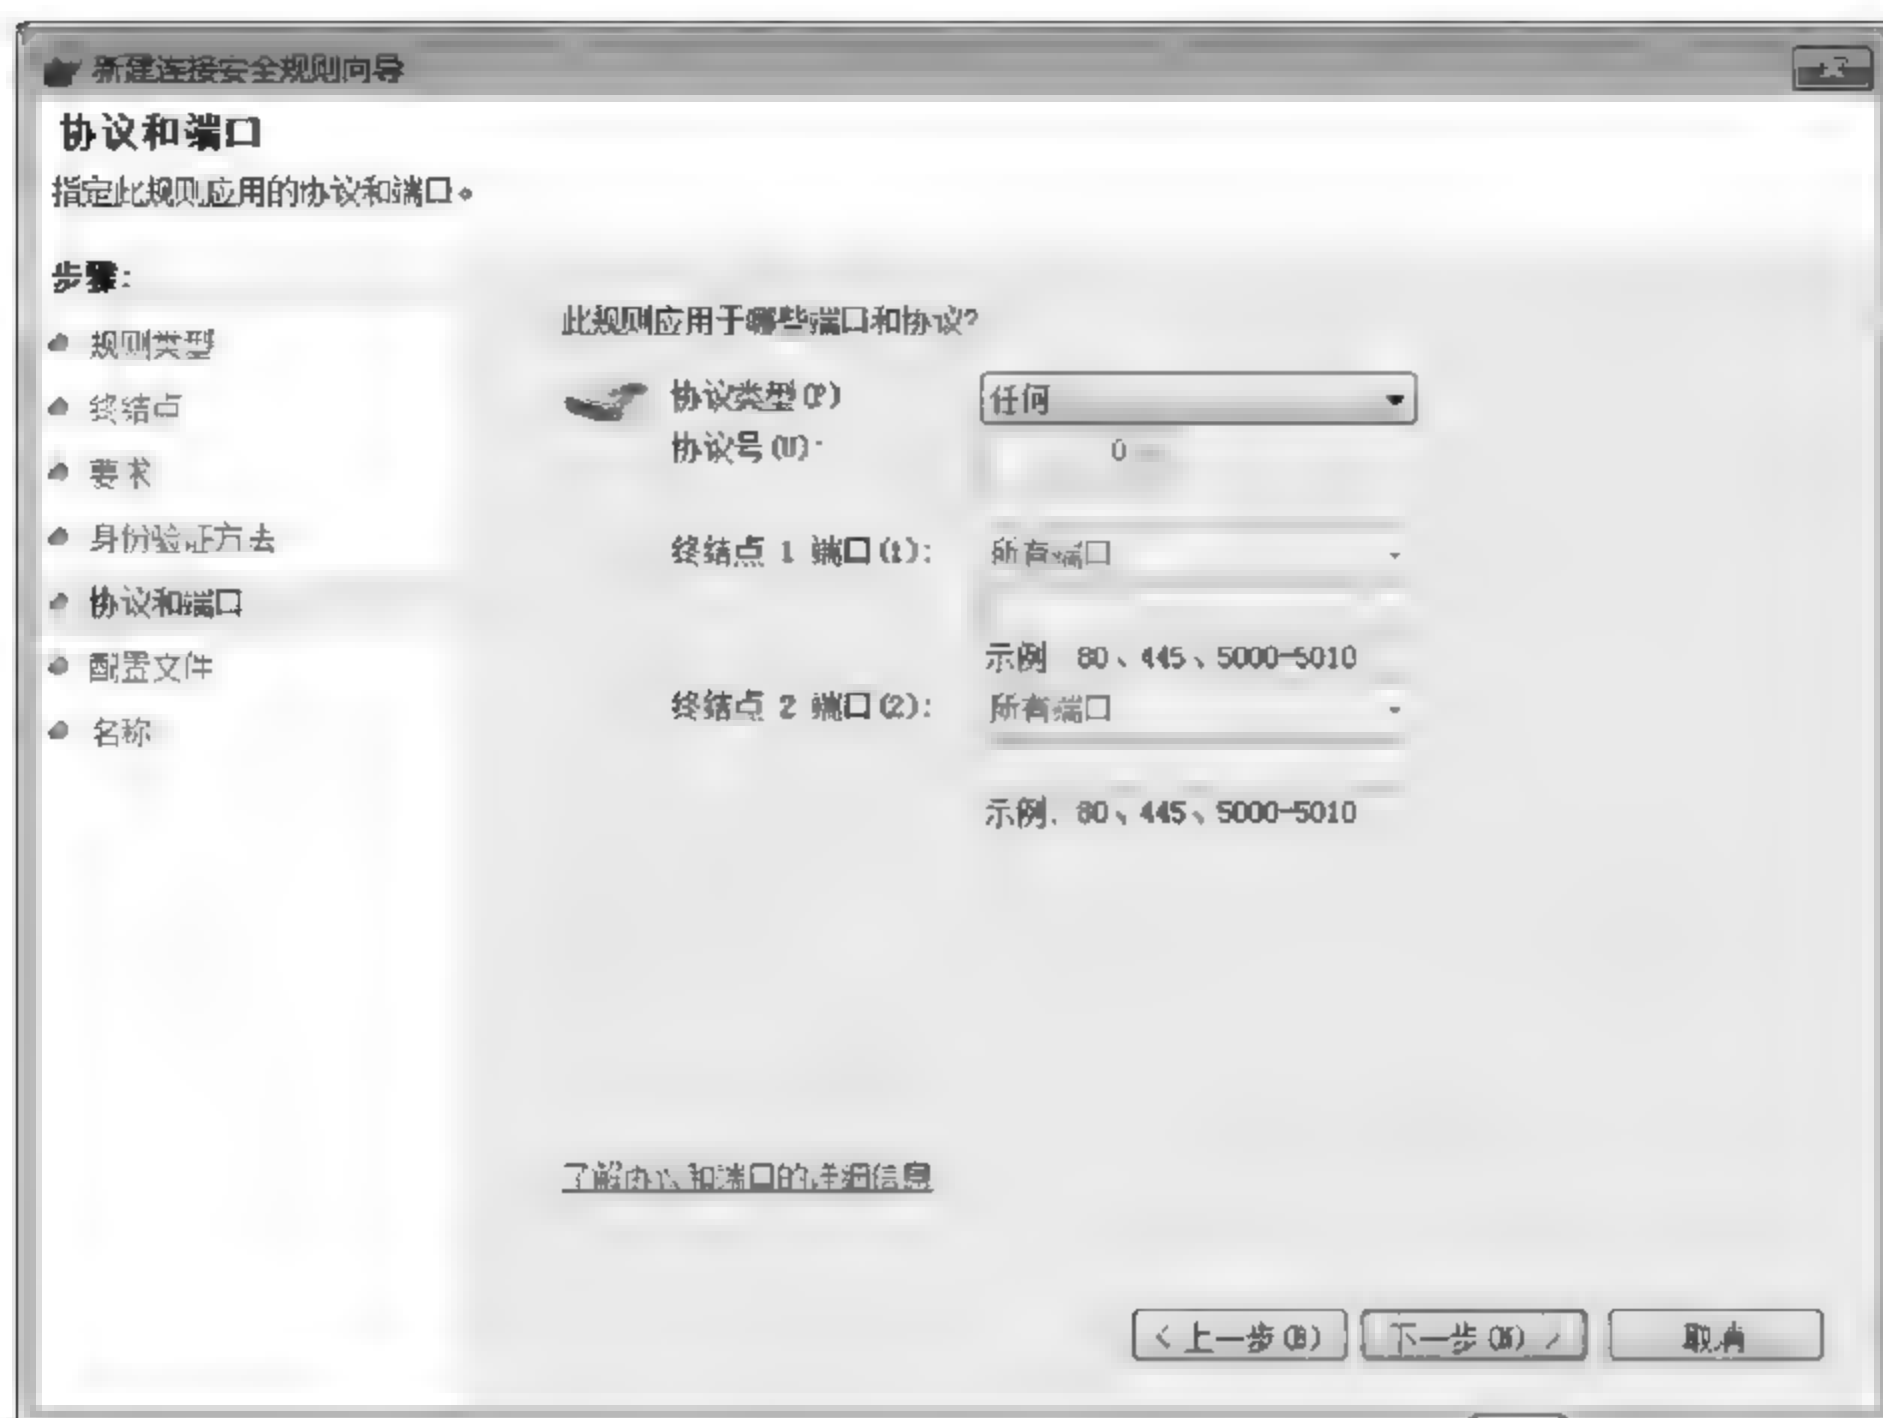 新建连接安全规则向导
协议和端口
指定此规则应用的协议和端口。
步骤:
规则类型
终结点
要求
身份验证方法
协议和端口
配置文件
名称
此规则应用于哪些端口和协议?
协议类型(P)
任何
协议号(U):
0
终结点 1 端口(1):
所有端口
示例 80、445、5000-5010
终结点 2 端口(2):
所有端口
示例. 80、445、5000-5010
了解协议和端口的详细信息
< 上一步(B)
下一步(N) >
取消